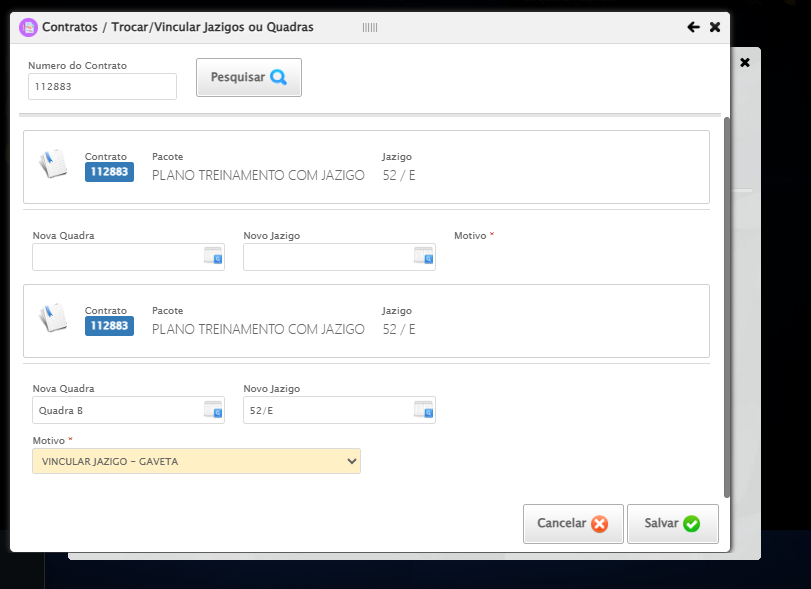 Contratos / Trocar/Vincular Jazigos ou Quadras
Numero do Contrato
112883
Pesquisar
Contrato Pacote Jazigo
112883 PLANO TREINAMENTO COM JAZIGO 52 / E
Nova Quadra Novo Jazigo Motivo *
Contrato Pacote Jazigo
112883 PLANO TREINAMENTO COM JAZIGO 52 / E
Nova Quadra Novo Jazigo
Quadra B 52/E
Motivo *
VINCULAR JAZIGO - GAVETA
Cancelar Salvar